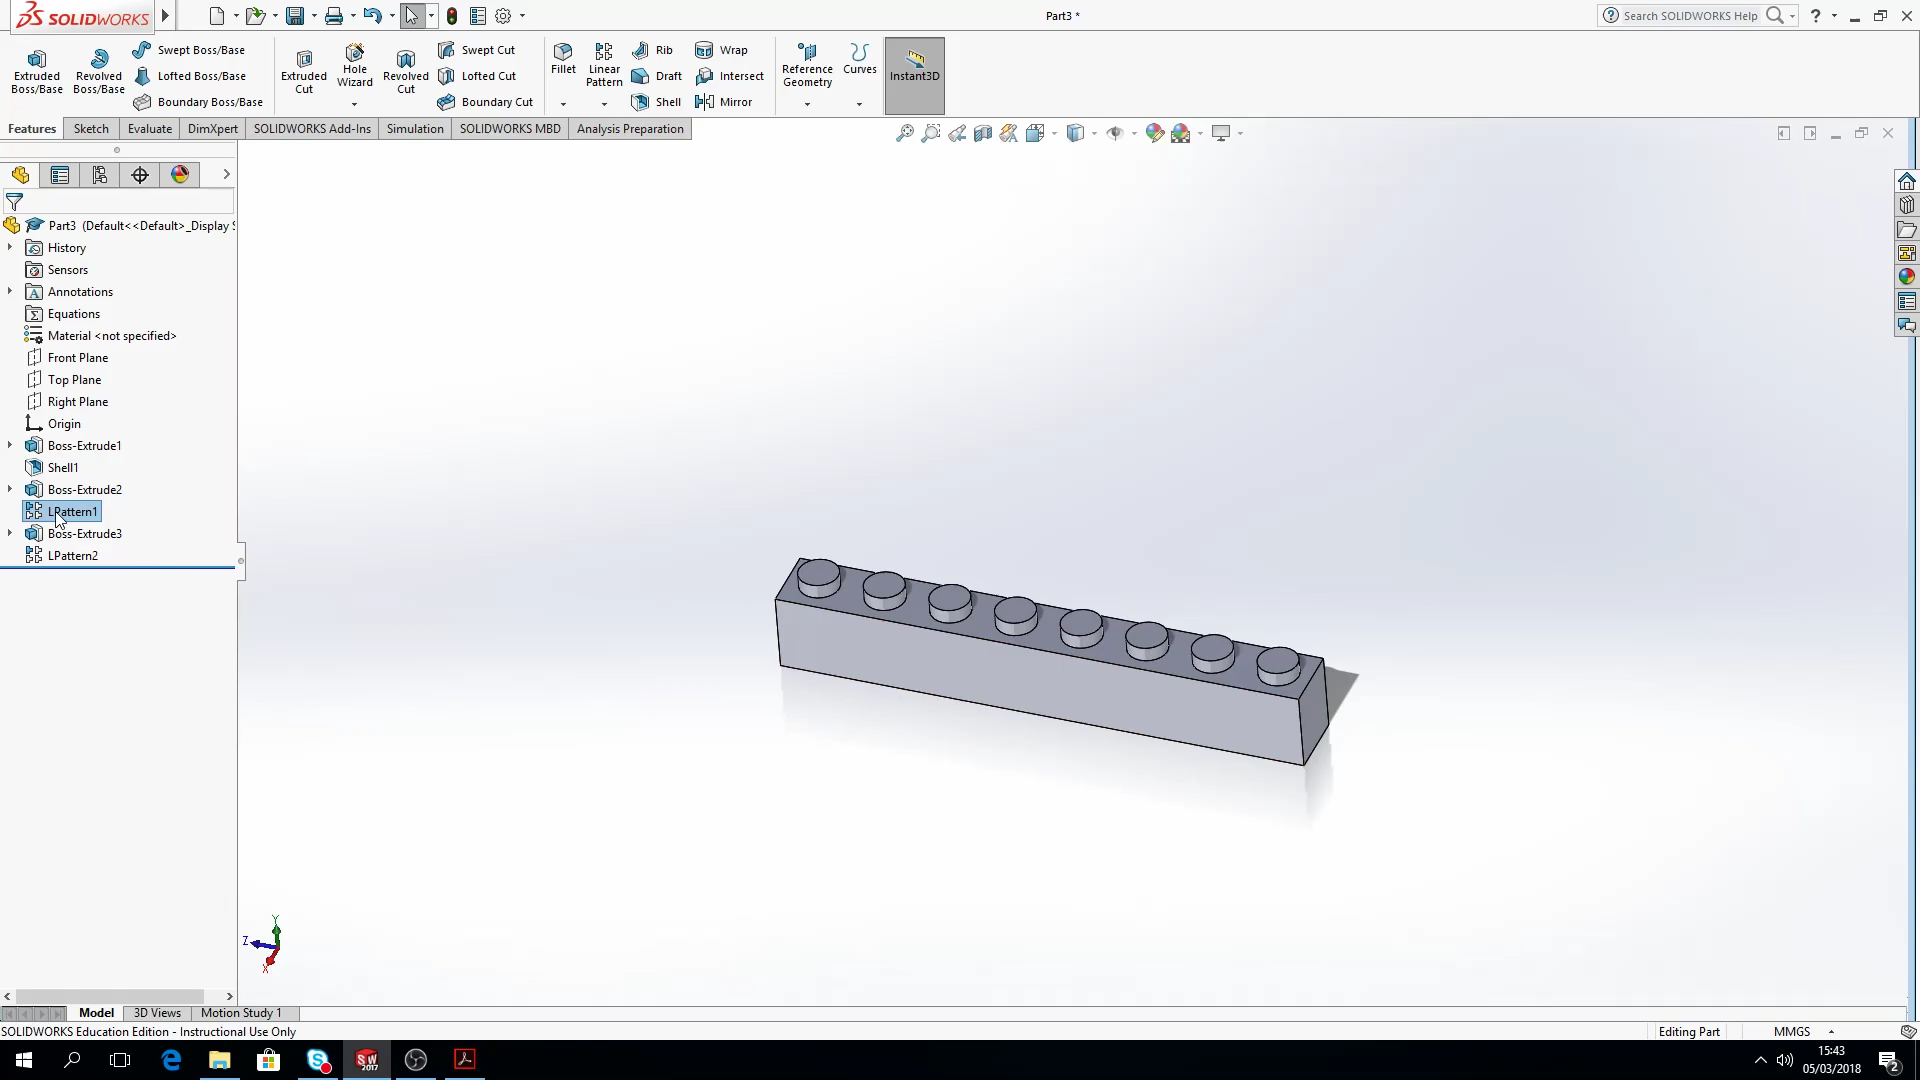 SOLIDWORKS
Part3 *
Search SOLIDWORKS Help
Extruded Boss/Base
Revolved Boss/Base
Swept Boss/Base
Lofted Boss/Base
Boundary Boss/Base
Extruded Cut
Hole Wizard
Revolved Cut
Swept Cut
Lofted Cut
Boundary Cut
Fillet
Linear Pattern
Rib
Draft
Shell
Wrap
Intersect
Mirror
Reference Geometry
Curves
Instant3D
Features
Sketch
Evaluate
DimXpert
SOLIDWORKS Add-Ins
Simulation
SOLIDWORKS MBD
Analysis Preparation
Part3 (Default<<Default>_Display S
History
Sensors
Annotations
Equations
Material <not specified>
Front Plane
Top Plane
Right Plane
Origin
Boss-Extrude1
Shell1
Boss-Extrude2
LPattern1
Boss-Extrude3
LPattern2
Y
Z
X
Model
3D Views
Motion Study 1
SOLIDWORKS Education Edition - Instructional Use Only
Editing Part
MMGS
SW
2017
15:43
05/03/2018
2